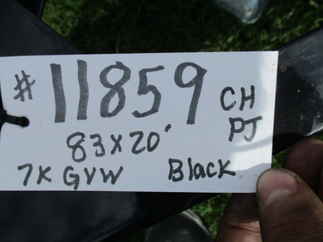 #11859 CH
PJ
83x20'
7K GVW Black